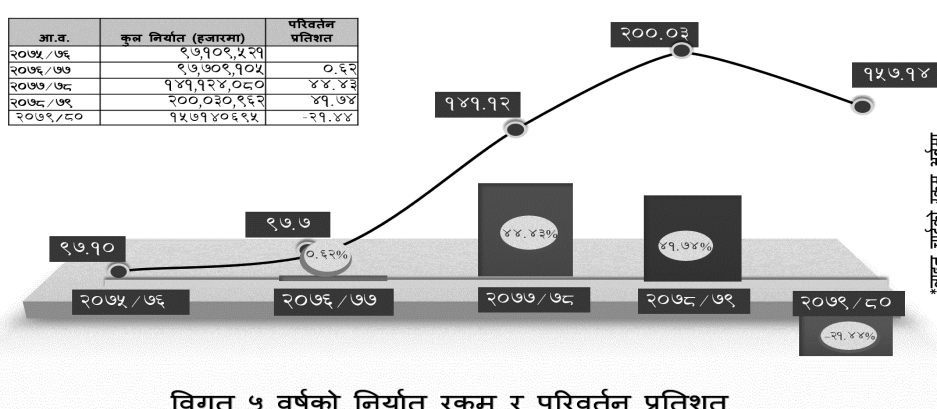 आ.व. कुल निर्यात (हजारमा) परिवर्तन प्रतिशत
२०७५/७६ ९७,१०९,५२१
२०७६/७७ ९७,७०९,१०५ ०.६२
२०७७/७८ १४१,१२४,०८० ४४.४३
२०७८/७९ २००,०३०,९६२ ४१.७४
२०७९/८० १५७१४०६९५ -२१.४४
२००.०३
१५७.१४
१४१.१२
९७.७
९७.१०
०.६२%
४४.४३%
४१.७४%
२०७५/७६
२०७६/७७
२०७७/७८
२०७८/७९
२०७९/८०
-२१.४४%
विगत ५ वर्षको निर्यात रकम र परिवर्तन प्रतिशत